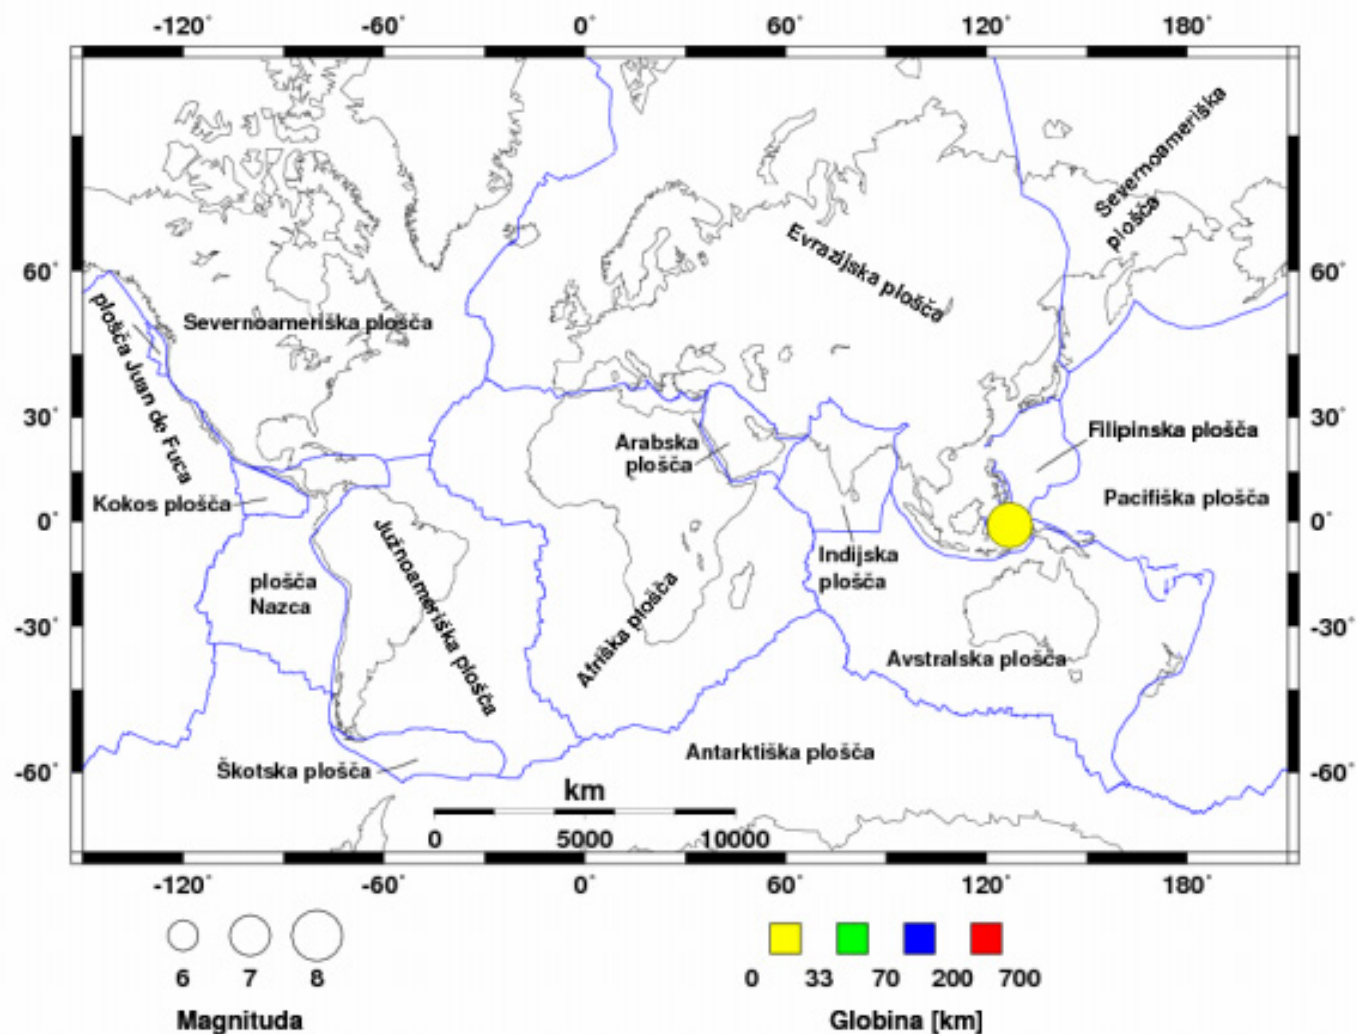 -120° -60° 0° 60° 120° 180°
Severnoameriška
plošča
Evrazijska plošča
60° 60°
plošča Juan de Fuca
Severnoameriška plošča
30° 30°
Filipinska plošča
Arabska
plošča
Kokos plošča
Pacifiška plošča
0° 0°
Južnoameriška plošča
Indijska
plošča
plošča
Nazca
Afriška plošča
-30° -30°
Avstralska plošča
Antarktiška plošča
Škotska plošča
-60° -60°
km
0 5000 10000
-120° -60° 0° 60° 120° 180°
6 7 8
0 33 70 200 700
Magnituda
Globina [km]